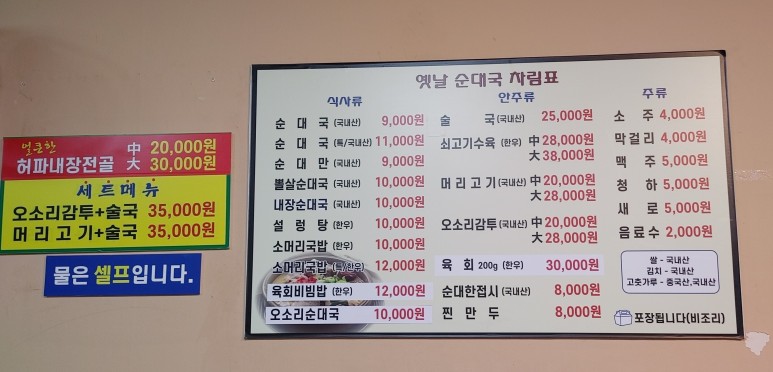 얼큰한
허파내장전골 中 20,000원
大 30,000원
세트메뉴
오소리감투+술국 35,000원
머리고기+술국 35,000원
물은 셀프입니다.
옛날 순대국 차림표
식사류
순 대 국 (국내산) 9,000원
순 대 국 (특/국내산) 11,000원
순 대 만 (국내산) 9,000원
뽈살순대국 (국내산) 10,000원
내장순대국 (국내산) 10,000원
설 렁 탕 (한우) 10,000원
소머리국밥 (한우) 10,000원
소머리국밥 (특/한우) 12,000원
육회비빔밥 (한우) 12,000원
오소리순대국 10,000원
안주류
술 국 (국내산) 25,000원
쇠고기수육 (한우) 中 28,000원
大 38,000원
머리고기 (국내산) 中 20,000원
大 28,000원
오소리감투 (국내산) 中 20,000원
大 28,000원
육 회 200g (한우) 30,000원
순대한접시 (국내산) 8,000원
찐 만 두 8,000원
주류
소 주 4,000원
막걸리 4,000원
맥 주 5,000원
청 하 5,000원
새 로 5,000원
음료수 2,000원
쌀 - 국내산
김치 - 국내산
고춧가루 - 중국산,국내산
포장됩니다(비조리)